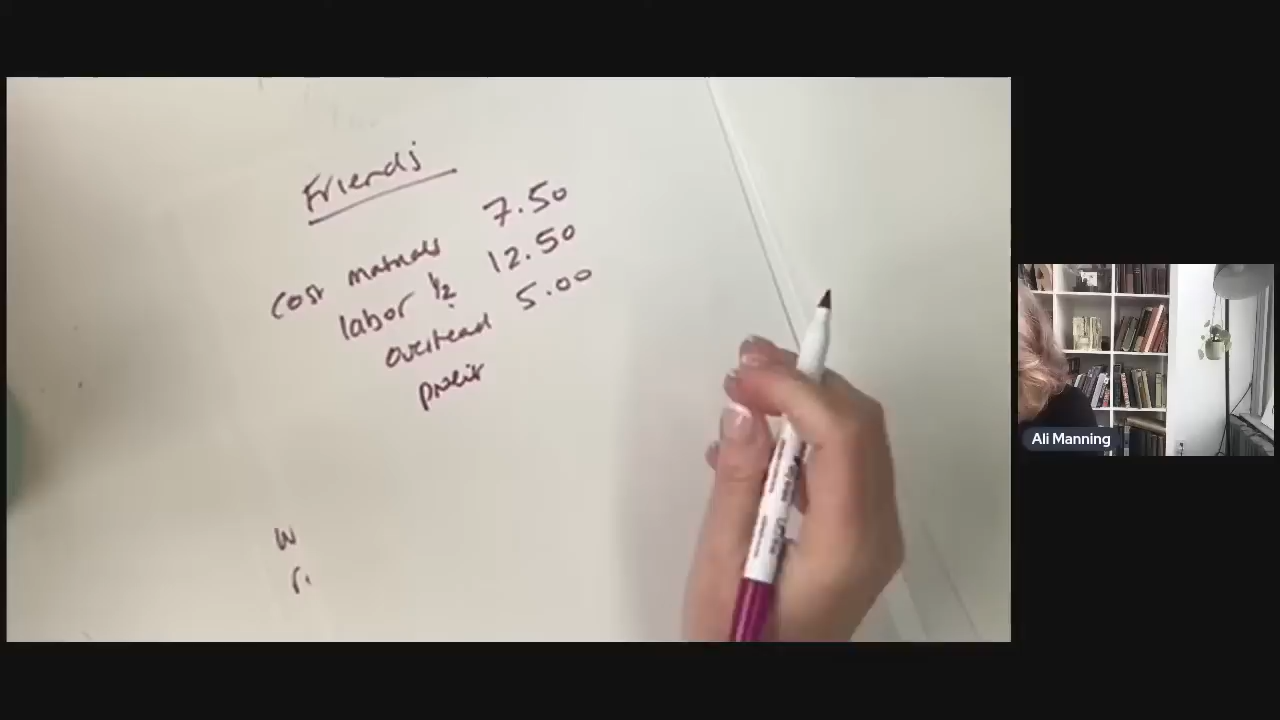 Friends
cost materials 7.50
labor 1/2 12.50
overhead 5.00
profit
W
r
Ali Manning